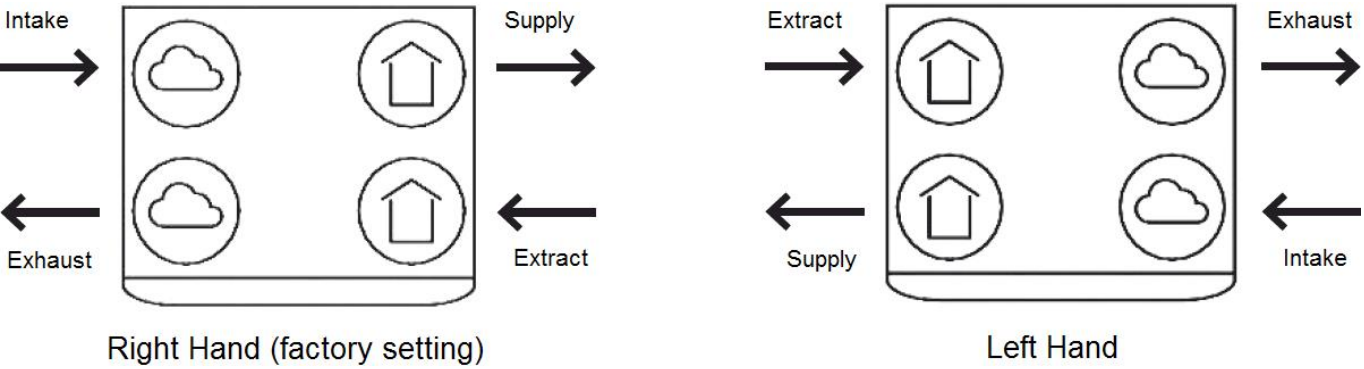 Intake
Supply
Exhaust
Extract
Right Hand (factory setting)
Extract
Exhaust
Supply
Intake
Left Hand